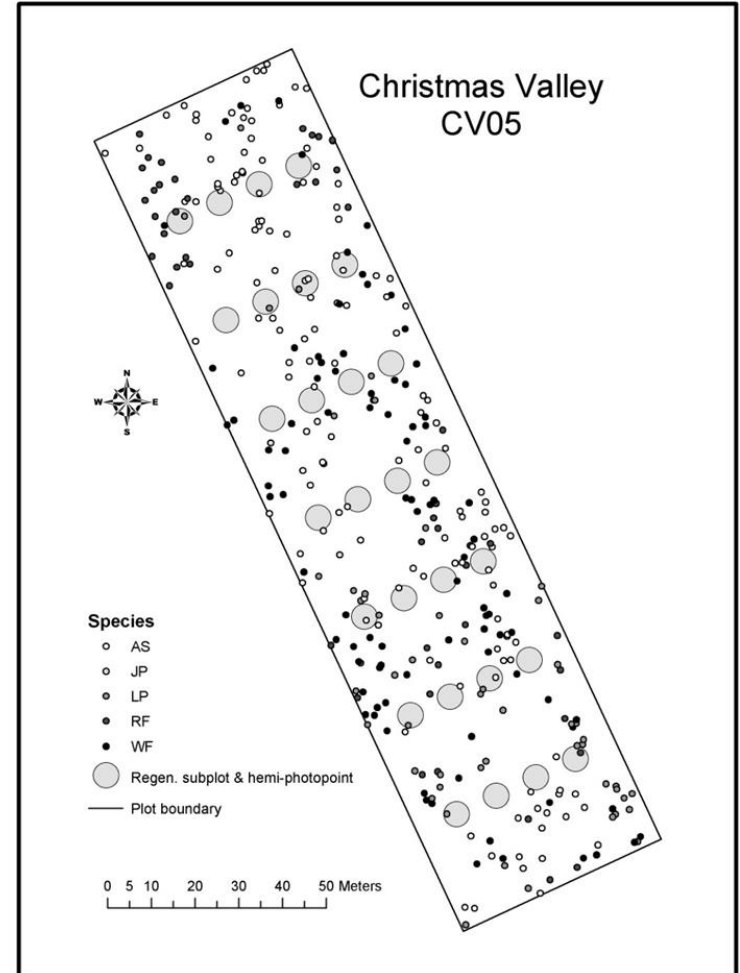 Christmas Valley
CV05
N
W E
S
Species
AS
JP
LP
RF
WF
Regen. subplot & hemi-photopoint
Plot boundary
0 5 10 20 30 40 50 Meters